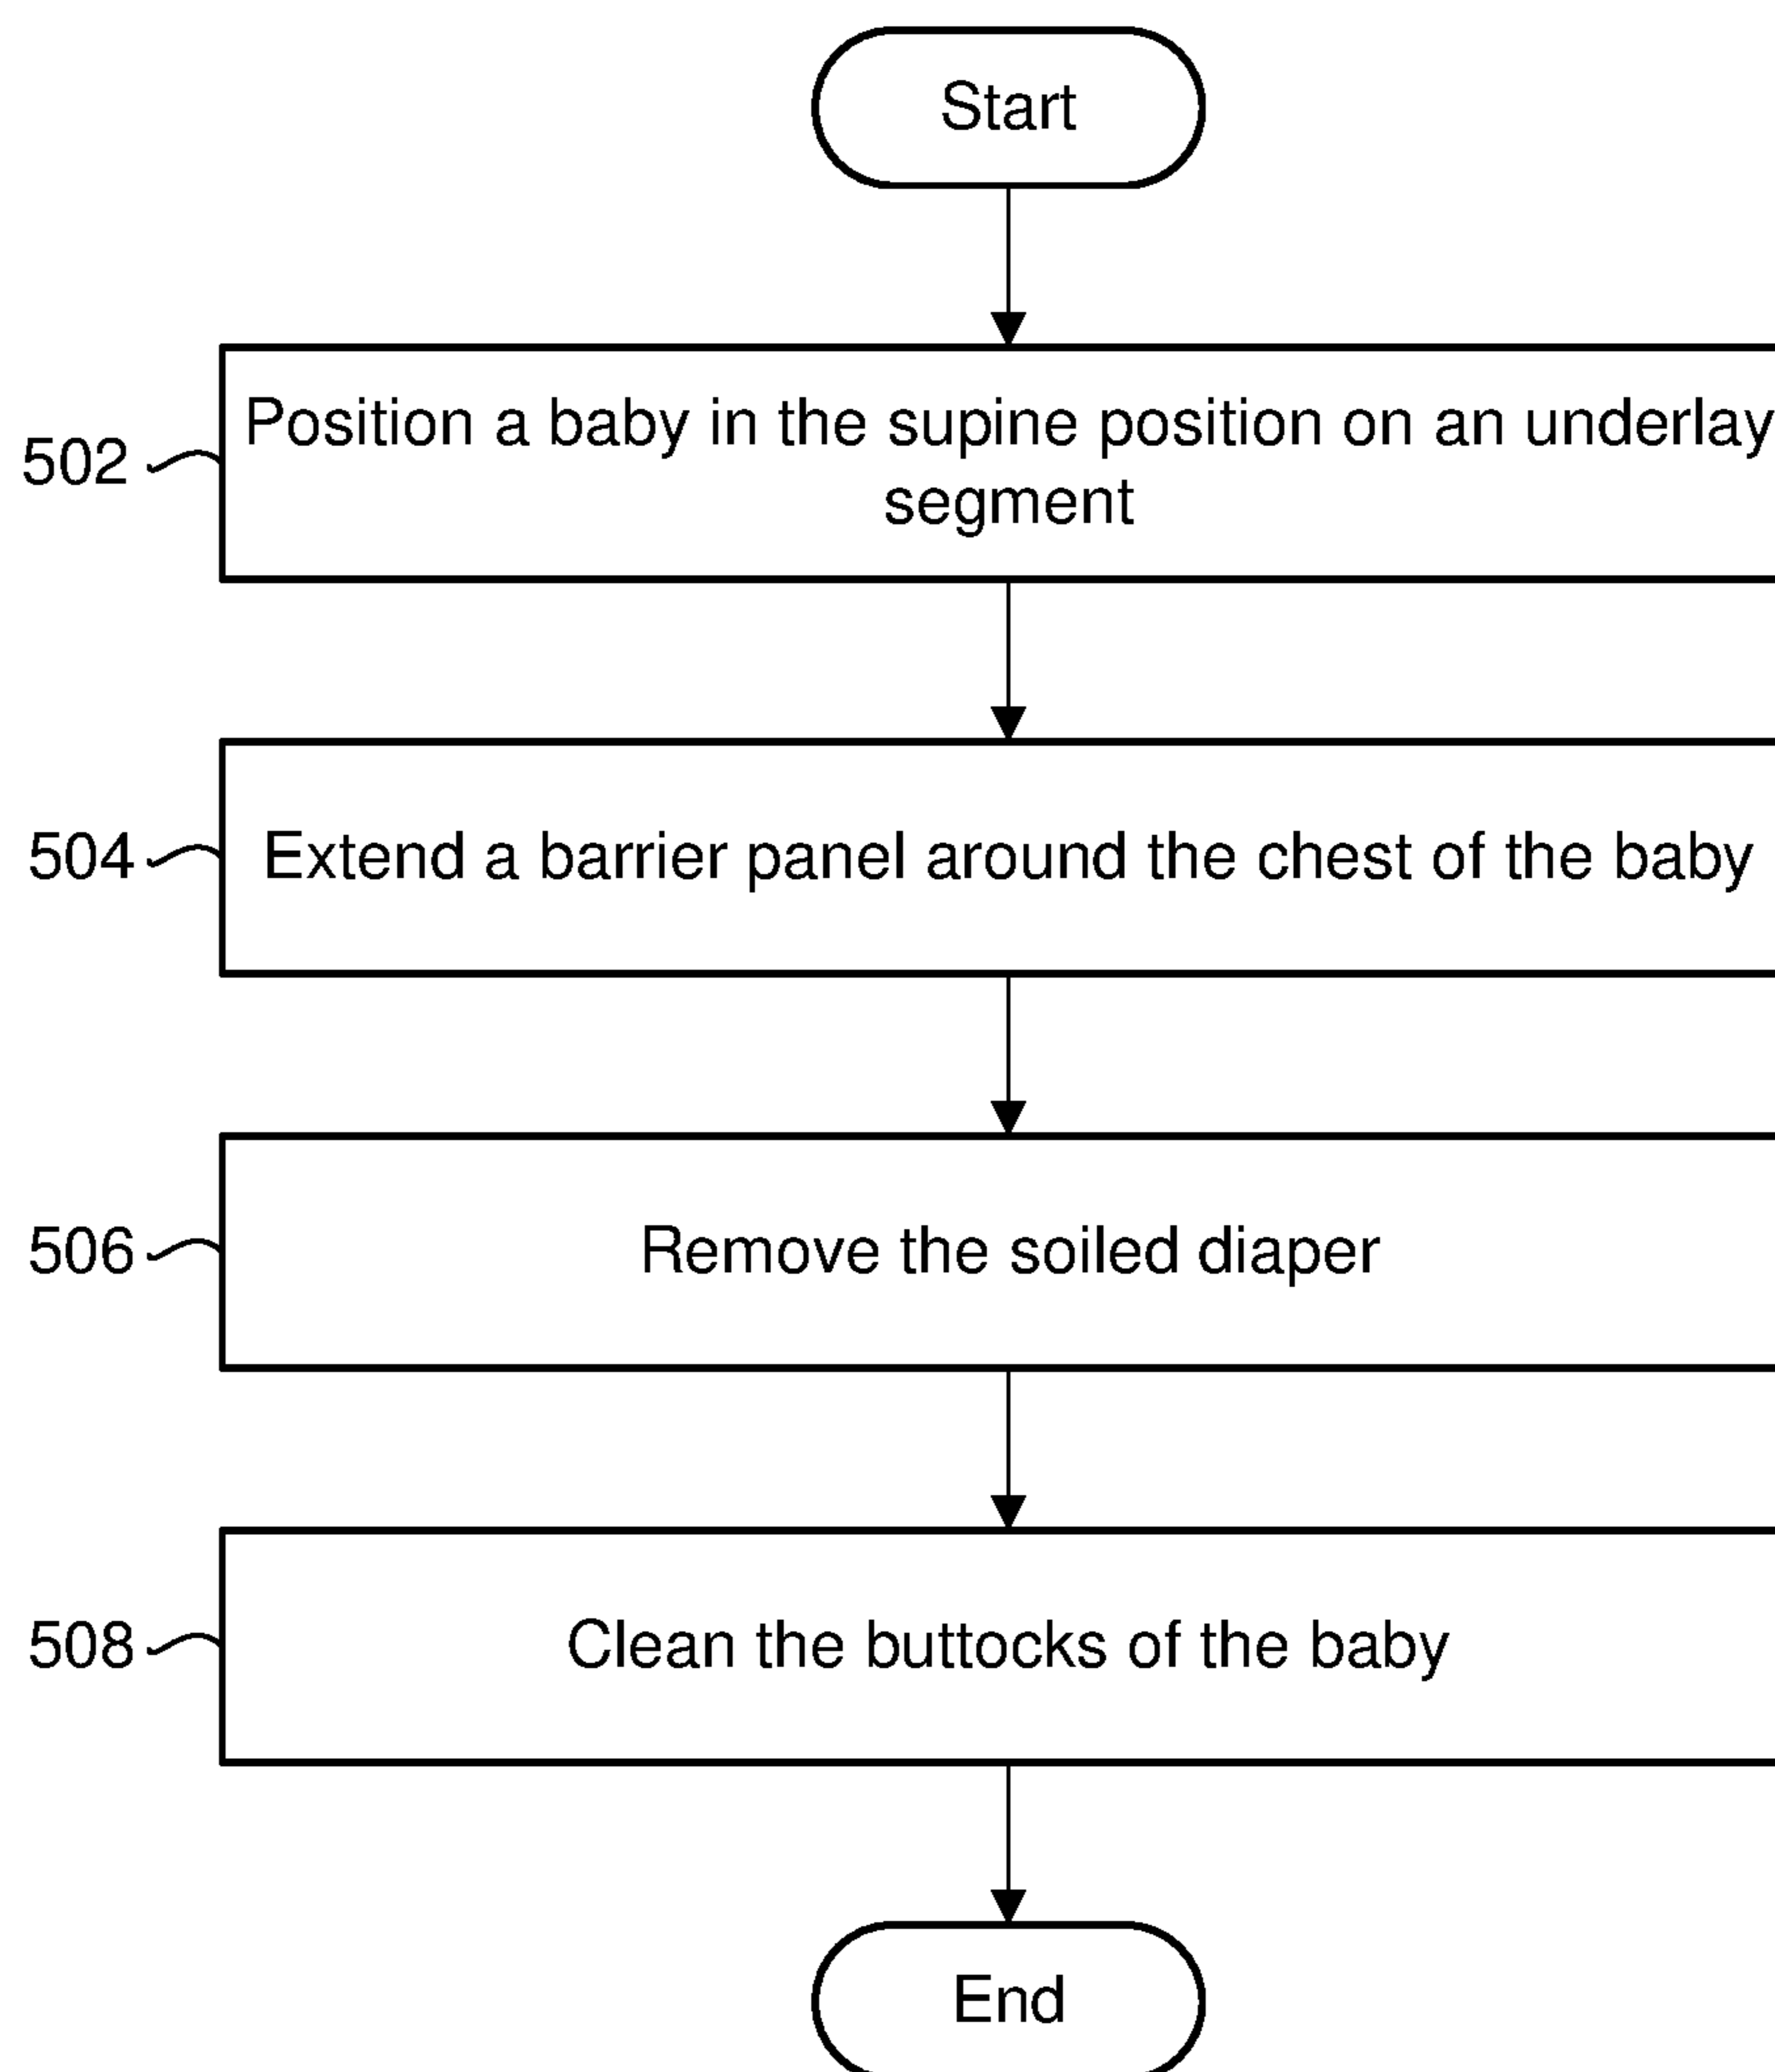 Start
502
Position a baby in the supine position on an underlay
segment
504
Extend a barrier panel around the chest of the baby
506
Remove the soiled diaper
508
Clean the buttocks of the baby
End